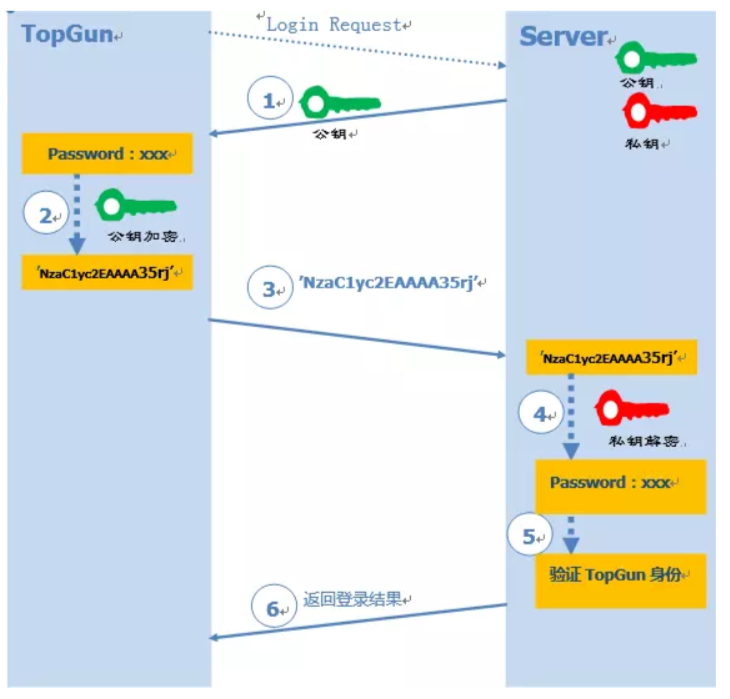 TopGun
Login Request
Server
公钥
私钥
1
公钥
Password：xxx
2
公钥加密
'NzaC1yc2EAAAA35rj'
3
'NzaC1yc2EAAAA35rj'
'NzaC1yc2EAAAA35rj'
4
私钥解密
Password：xxx
5
验证 TopGun 身份
6
返回登录结果